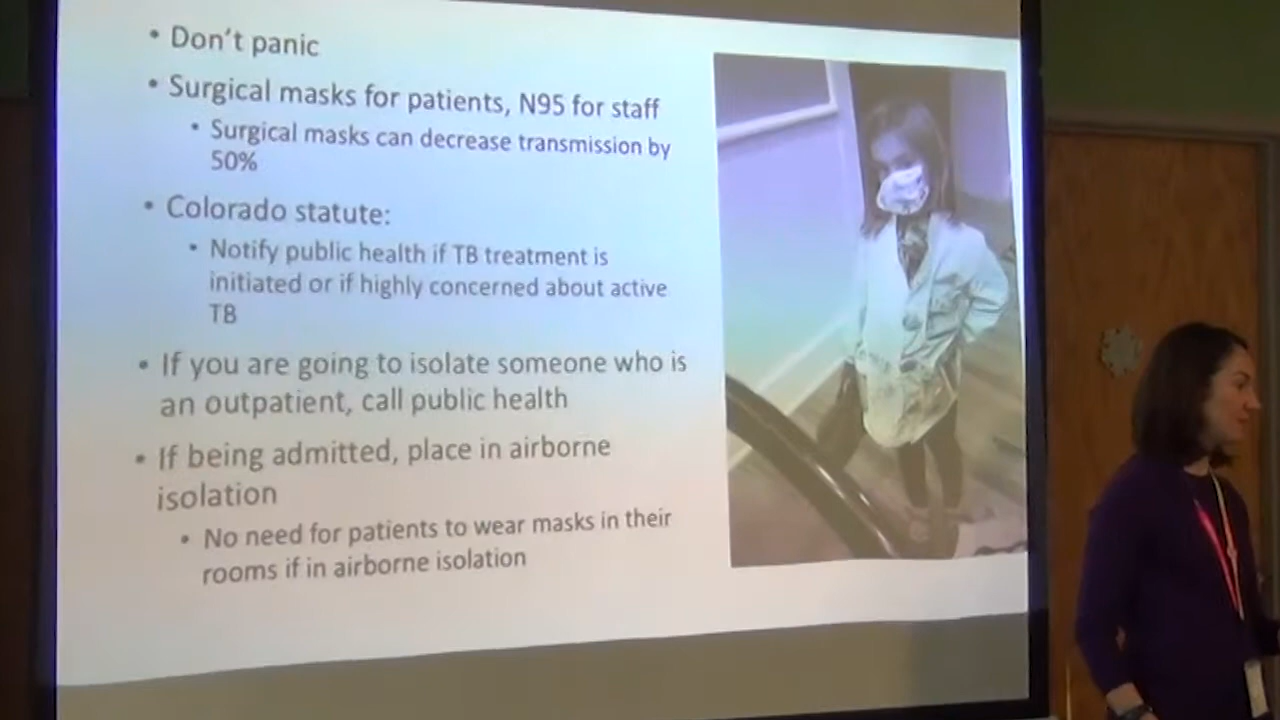 • Don't panic
• Surgical masks for patients, N95 for staff
• Surgical masks can decrease transmission by
50%
• Colorado statute:
• Notify public health if TB treatment is
initiated or if highly concerned about active
TB
• If you are going to isolate someone who is
an outpatient, call public health
• If being admitted, place in airborne
isolation
• No need for patients to wear masks in their
rooms if in airborne isolation